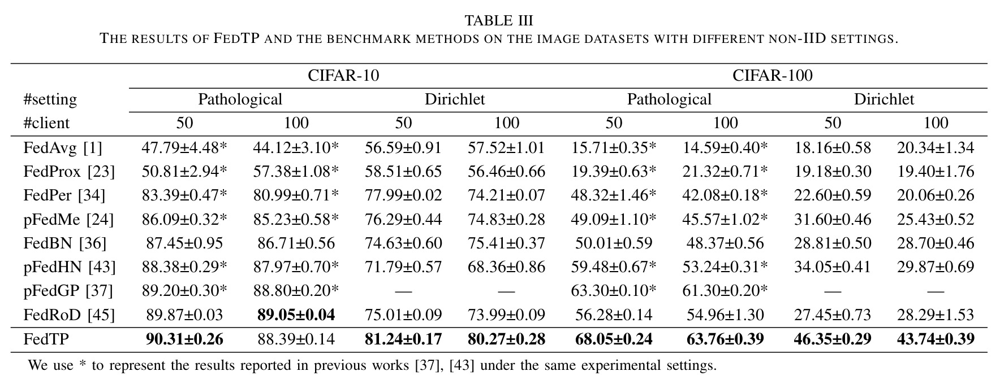 TABLE III
THE RESULTS OF FEDTP AND THE BENCHMARK METHODS ON THE IMAGE DATASETS WITH DIFFERENT NON-IID SETTINGS.
CIFAR-10 CIFAR-100
#setting Pathological Dirichlet Pathological Dirichlet
#client 50 100 50 100 50 100 50 100
FedAvg [1] 47.79±4.48* 44.12±3.10* 56.59±0.91 57.52±1.01 15.71±0.35* 14.59±0.40* 18.16±0.58 20.34±1.34
FedProx [23] 50.81±2.94* 57.38±1.08* 58.51±0.65 56.46±0.66 19.39±0.63* 21.32±0.71* 19.18±0.30 19.40±1.76
FedPer [34] 83.39±0.47* 80.99±0.71* 77.99±0.02 74.21±0.07 48.32±1.46* 42.08±0.18* 22.60±0.59 20.06±0.26
pFedMe [24] 86.09±0.32* 85.23±0.58* 76.29±0.44 74.83±0.28 49.09±1.10* 45.57±1.02* 31.60±0.46 25.43±0.52
FedBN [36] 87.45±0.95 86.71±0.56 74.63±0.60 75.41±0.37 50.01±0.59 48.37±0.56 28.81±0.50 28.70±0.46
pFedHN [43] 88.38±0.29* 87.97±0.70* 71.79±0.57 68.36±0.86 59.48±0.67* 53.24±0.31* 34.05±0.41 29.87±0.69
pFedGP [37] 89.20±0.30* 88.80±0.20* — — 63.30±0.10* 61.30±0.20* — —
FedRoD [45] 89.87±0.03 89.05±0.04 75.01±0.09 73.99±0.09 56.28±0.14 54.96±1.30 27.45±0.73 28.29±1.53
FedTP 90.31±0.26 88.39±0.14 81.24±0.17 80.27±0.28 68.05±0.24 63.76±0.39 46.35±0.29 43.74±0.39
We use * to represent the results reported in previous works [37], [43] under the same experimental settings.